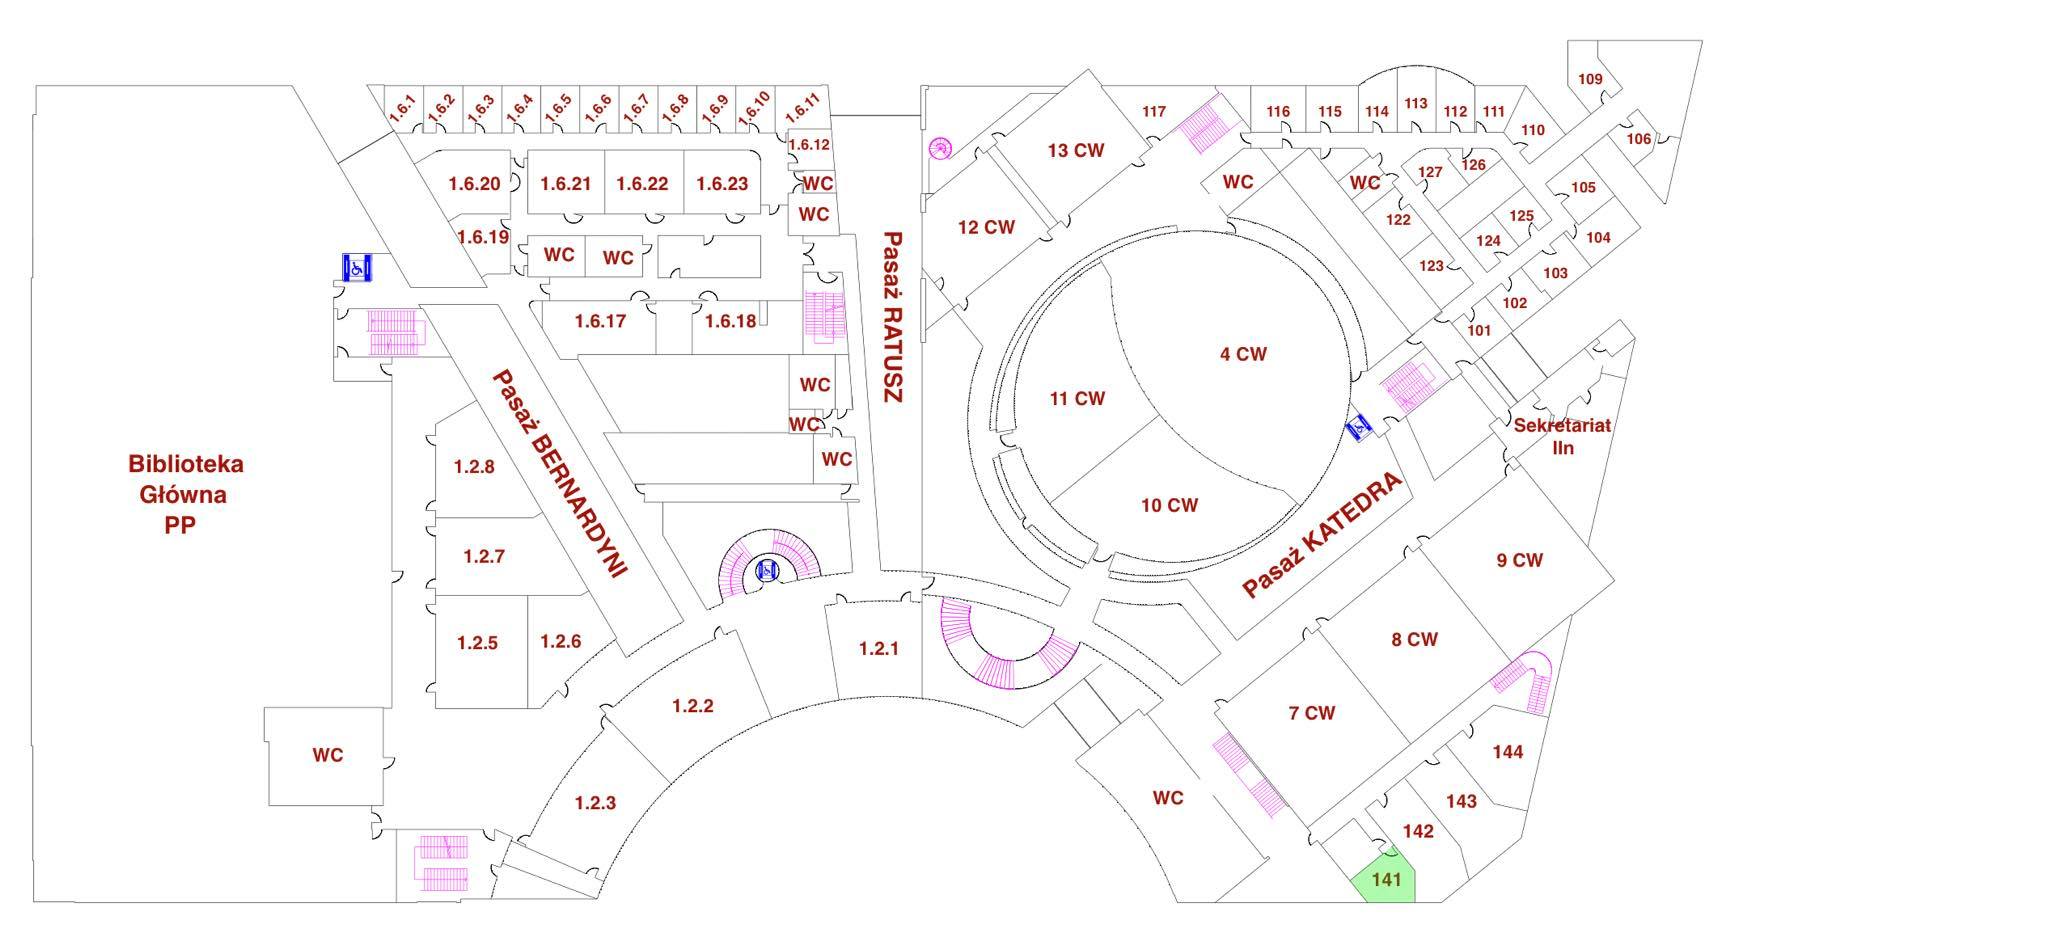 1.6.1
1.6.2
1.6.3
1.6.4
1.6.5
1.6.6
1.6.7
1.6.8
1.6.9
1.6.10
1.6.11
1.6.12
WC
WC
1.6.20
1.6.21
1.6.22
1.6.23
1.6.19
WC
WC
1.6.17
1.6.18
WC
WC
WC
Pasaż BERNARDYNI
Pasaż RATUSZ
Biblioteka
Główna
PP
1.2.8
1.2.7
1.2.5
1.2.6
1.2.1
1.2.2
1.2.3
WC
13 CW
12 CW
117
116
115
114
113
112
111
110
109
106
105
104
103
102
101
WC
WC
127
126
125
124
122
123
4 CW
11 CW
10 CW
Pasaż KATEDRA
Sekretariat
IIn
9 CW
8 CW
7 CW
WC
144
143
142
141